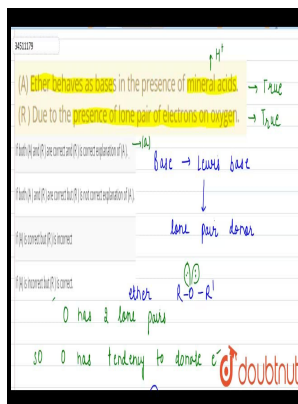 34511179
H⁺
(A) Ether behaves as bases in the presence of mineral acids. → True
(R ) Due to the presence of lone pair of electrons on oxygen. → True
If both (A) and (R ) are correct and (R ) is correct explanation of (A ). → (a)
Base → Lewis base
If both (A ) and (R ) are correct but (R ) is not correct explanation of (A ).
lone pair donor
If (A) is correct but (R ) is incorrect
If (A) is incorrect but (R ) is correct.
ether R-O-R'
O has 2 lone pairs
so O has tendency to donate e⁻
doubtnut